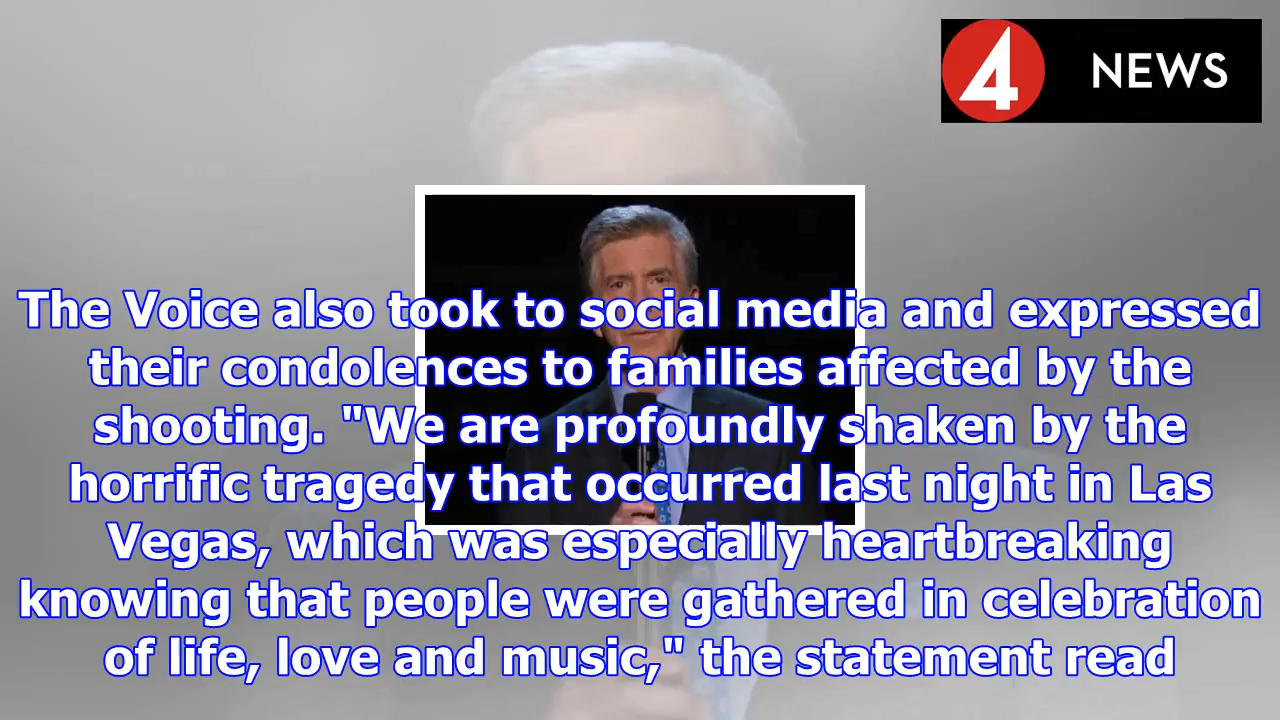 4 NEWS
The Voice also took to social media and expressed
their condolences to families affected by the
shooting. "We are profoundly shaken by the
horrific tragedy that occurred last night in Las
Vegas, which was especially heartbreaking
knowing that people were gathered in celebration
of life, love and music," the statement read